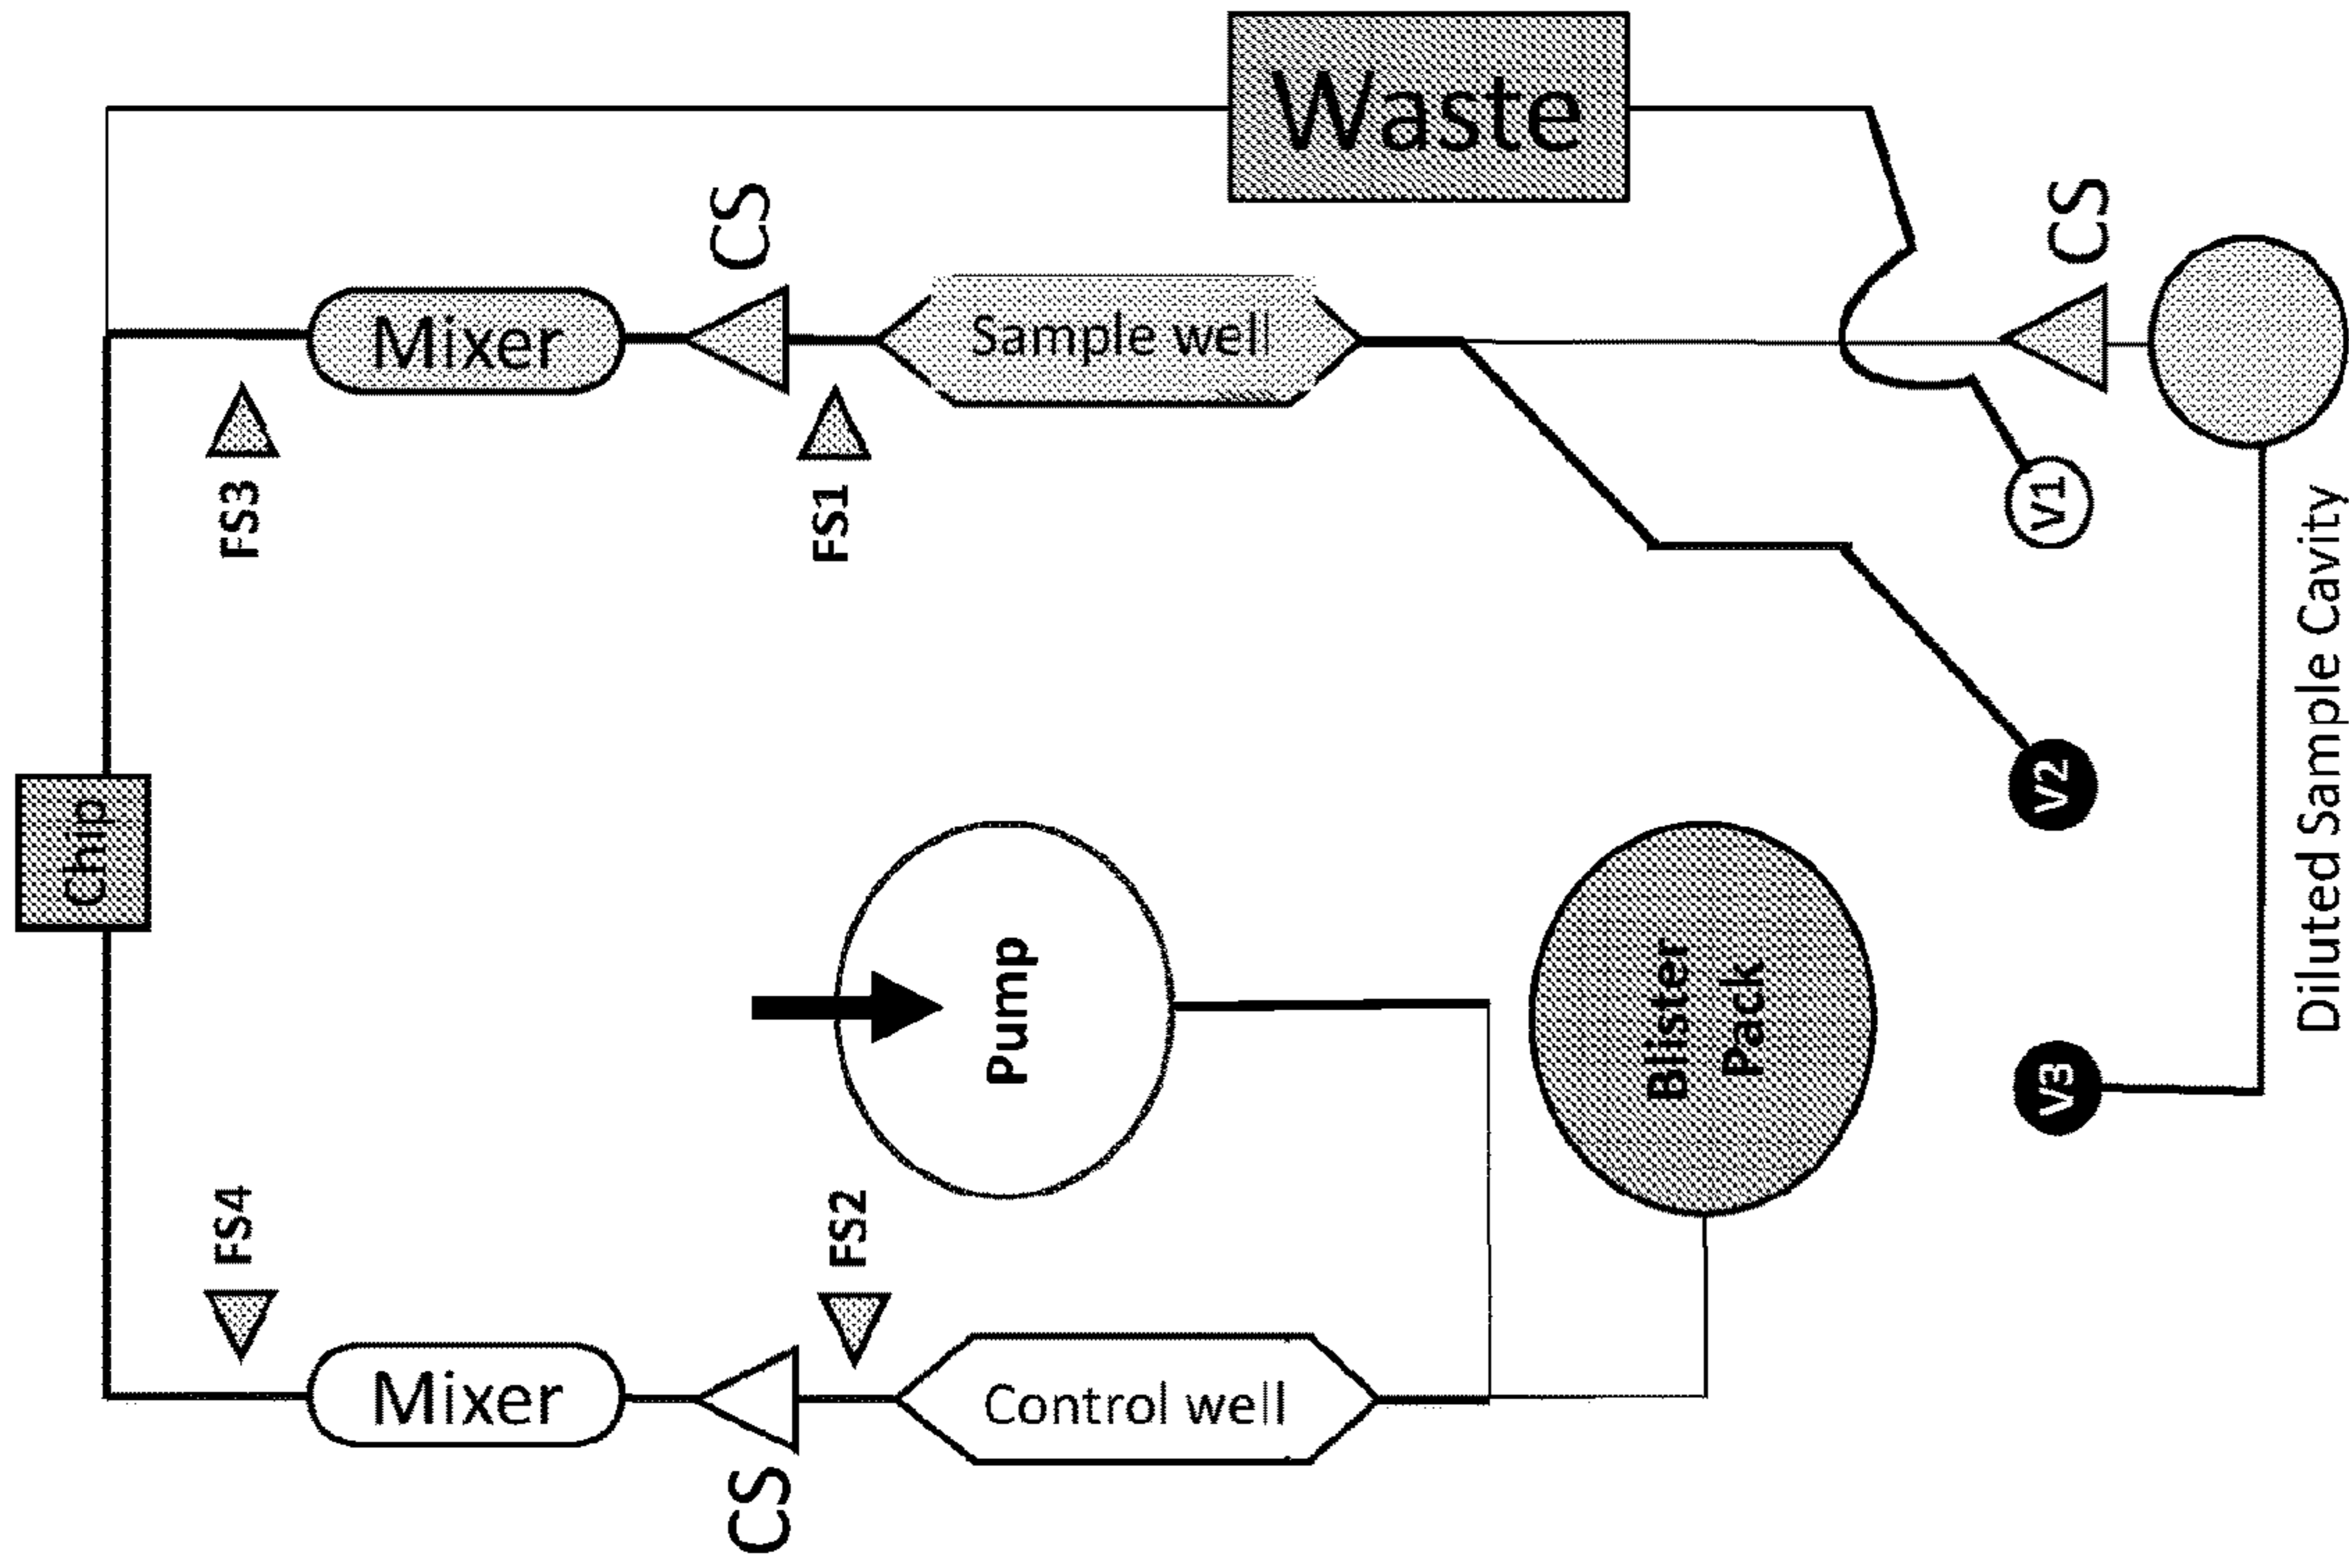 Waste
CS
CS
Mixer
Sample well
FS3
FS1
V1
Chip
V2
Diluted Sample Cavity
Pump
Blister
Pack
V3
FS4
FS2
Mixer
Control well
CS